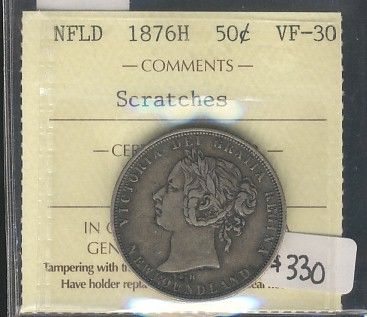 NFLD 1876H 50¢ VF-30
— COMMENTS —
Scratches
— CER
VICTORIA DEI GRATIA REGINA
H
NEWFOUNDLAND
IN
GEN
Tampering with
Have holder repla
$330